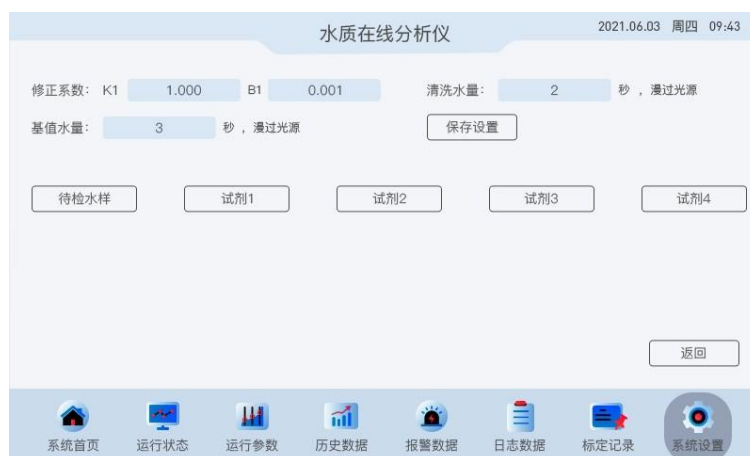 水质在线分析仪 2021.06.03 周四 09:43
修正系数: K1 1.000 B1 0.001 清洗水量: 2 秒 , 漫过光源
基值水量: 3 秒 , 漫过光源 保存设置
待检水样 试剂1 试剂2 试剂3 试剂4
返回
系统首页 运行状态 运行参数 历史数据 报警数据 日志数据 标定记录 系统设置